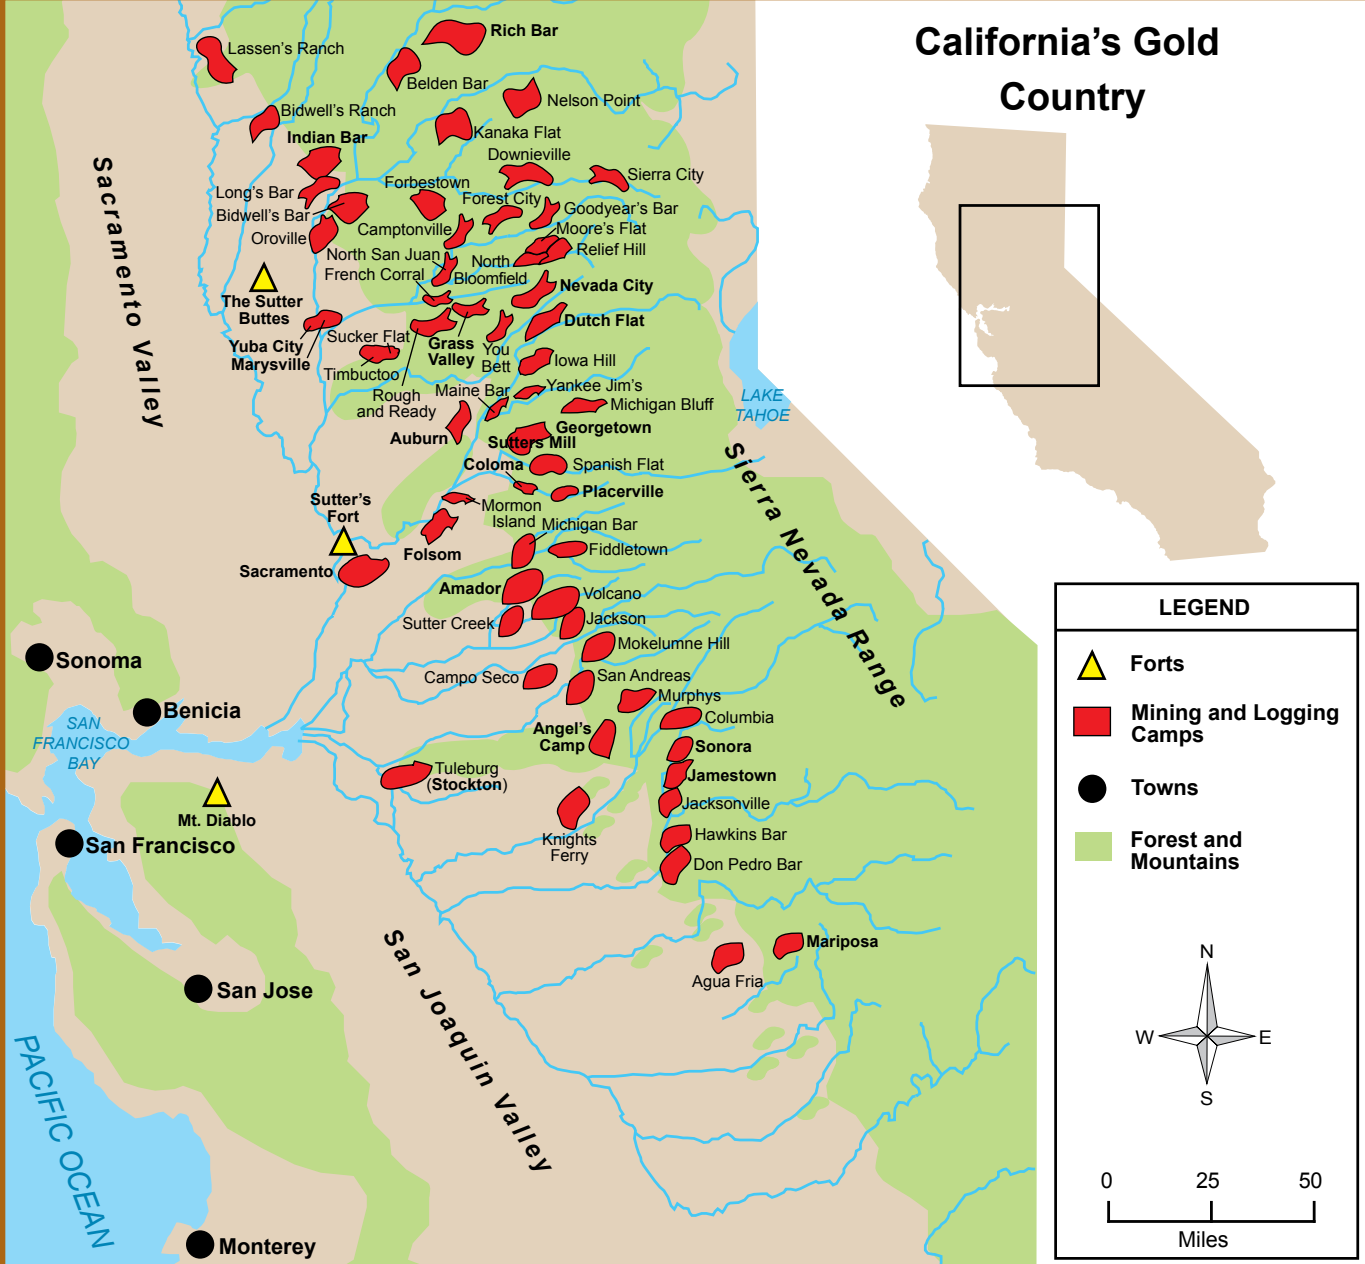 California's Gold
Country
Rich Bar
Lassen's Ranch
Belden Bar
Nelson Point
Bidwell's Ranch
Kanaka Flat
Indian Bar
Downieville
Sierra City
Long's Bar
Forbestown
Forest City
Goodyear's Bar
Bidwell's Bar
Camptonville
Moore's Flat
Oroville
Relief Hill
North San Juan
North
Bloomfield
French Corral
Nevada City
The Sutter
Buttes
Dutch Flat
Yuba City
Marysville
Sucker Flat
Grass
Valley
You
Bett
Iowa Hill
Timbuctoo
Rough
and Ready
Maine Bar
Yankee Jim's
Michigan Bluff
Auburn
Georgetown
Sutters Mill
Coloma
Spanish Flat
Placerville
Sutter's
Fort
Mormon
Island
Michigan Bar
Folsom
Fiddletown
Sacramento
Amador
Volcano
Sutter Creek
Jackson
Mokelumne Hill
Campo Seco
San Andreas
Murphys
Columbia
Angel's
Camp
Sonora
Tuleburg
(Stockton)
Jamestown
Jacksonville
Knights
Ferry
Hawkins Bar
Don Pedro Bar
Mariposa
Agua Fria
Sonoma
Benicia
SAN
FRANCISCO
BAY
Mt. Diablo
San Francisco
San Jose
Monterey
PACIFIC OCEAN
Sacramento Valley
San Joaquin Valley
Sierra Nevada Range
LAKE
TAHOE
LEGEND
Forts
Mining and Logging
Camps
Towns
Forest and
Mountains
N
W E
S
0 25 50
Miles